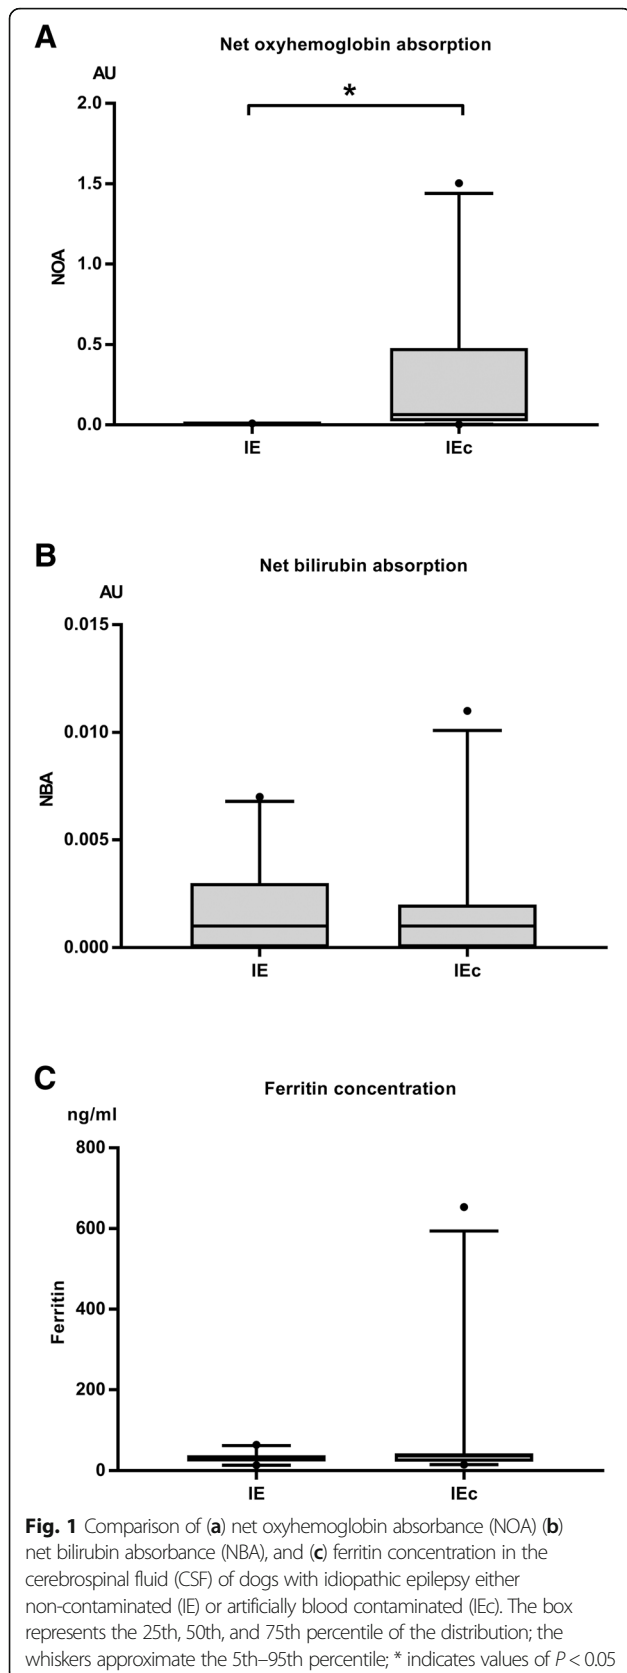 A
Net oxyhemoglobin absorption
AU
2.0
*
1.5
1.0
0.5
0.0
NOA
IE
IEc
B
Net bilirubin absorption
AU
0.015
0.010
0.005
0.000
NBA
IE
IEc
C
Ferritin concentration
ng/ml
800
600
400
200
0
Ferritin
IE
IEc
Fig. 1 Comparison of (a) net oxyhemoglobin absorbance (NOA) (b)
net bilirubin absorbance (NBA), and (c) ferritin concentration in the
cerebrospinal fluid (CSF) of dogs with idiopathic epilepsy either
non-contaminated (IE) or artificially blood contaminated (IEc). The box
represents the 25th, 50th, and 75th percentile of the distribution; the
whiskers approximate the 5th–95th percentile; * indicates values of P < 0.05